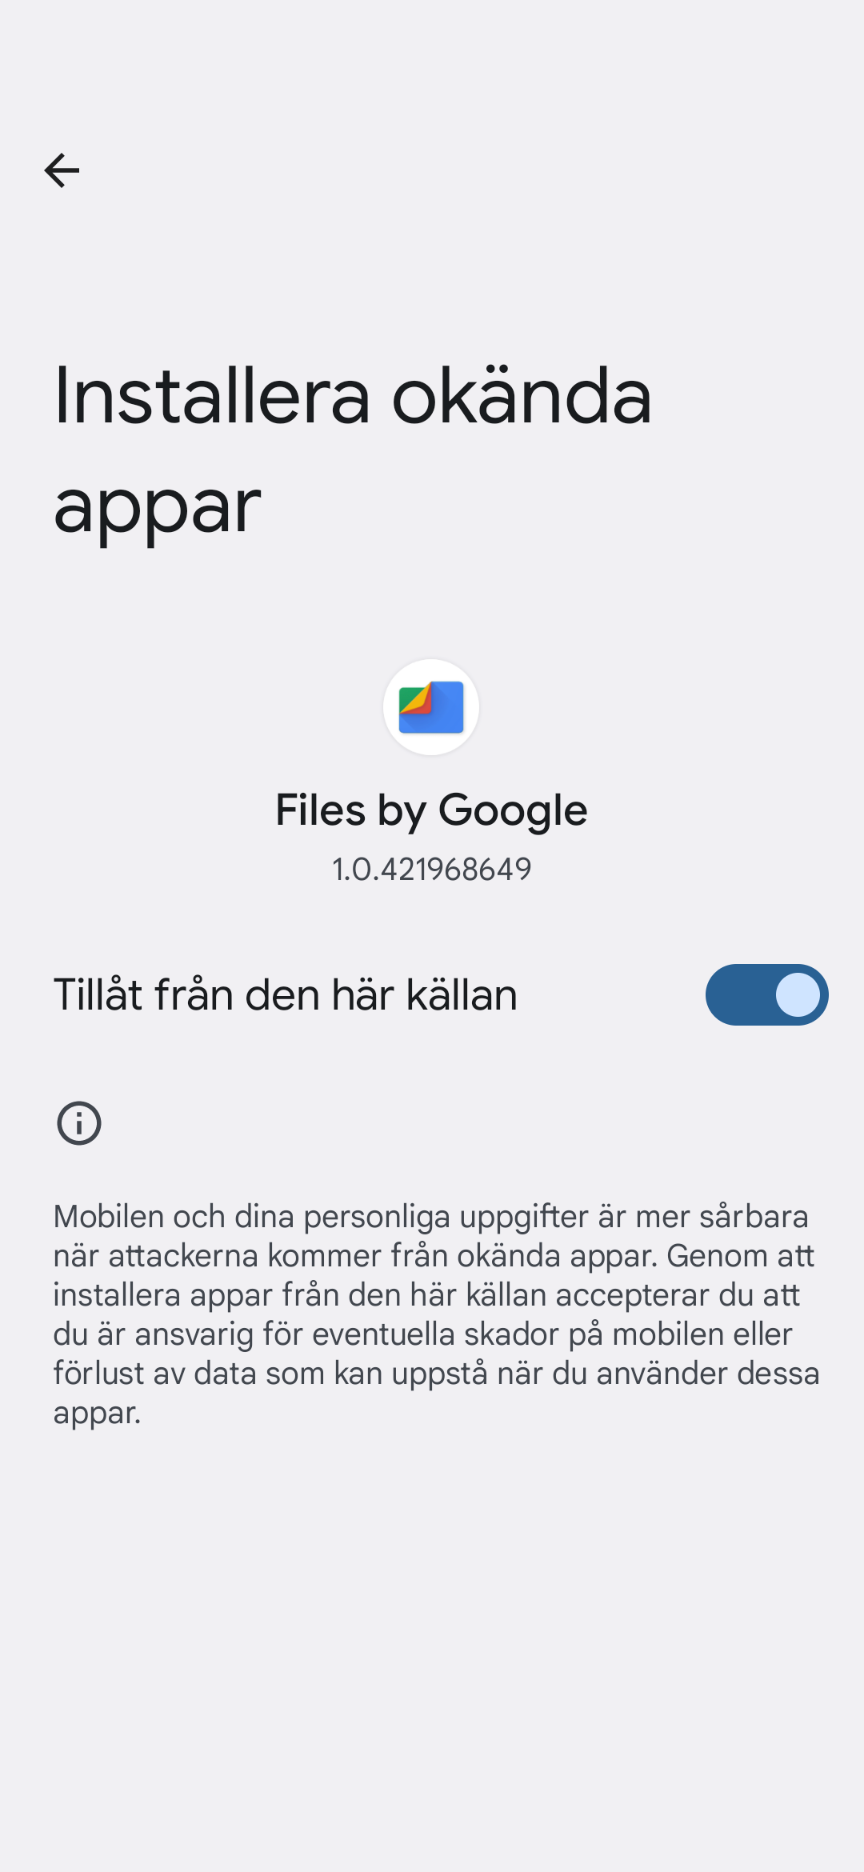 Installera okända
appar
Files by Google
1.0.421968649
Tillåt från den här källan
Mobilen och dina personliga uppgifter är mer sårbara
när attackerna kommer från okända appar. Genom att
installera appar från den här källan accepterar du att
du är ansvarig för eventuella skador på mobilen eller
förlust av data som kan uppstå när du använder dessa
appar.